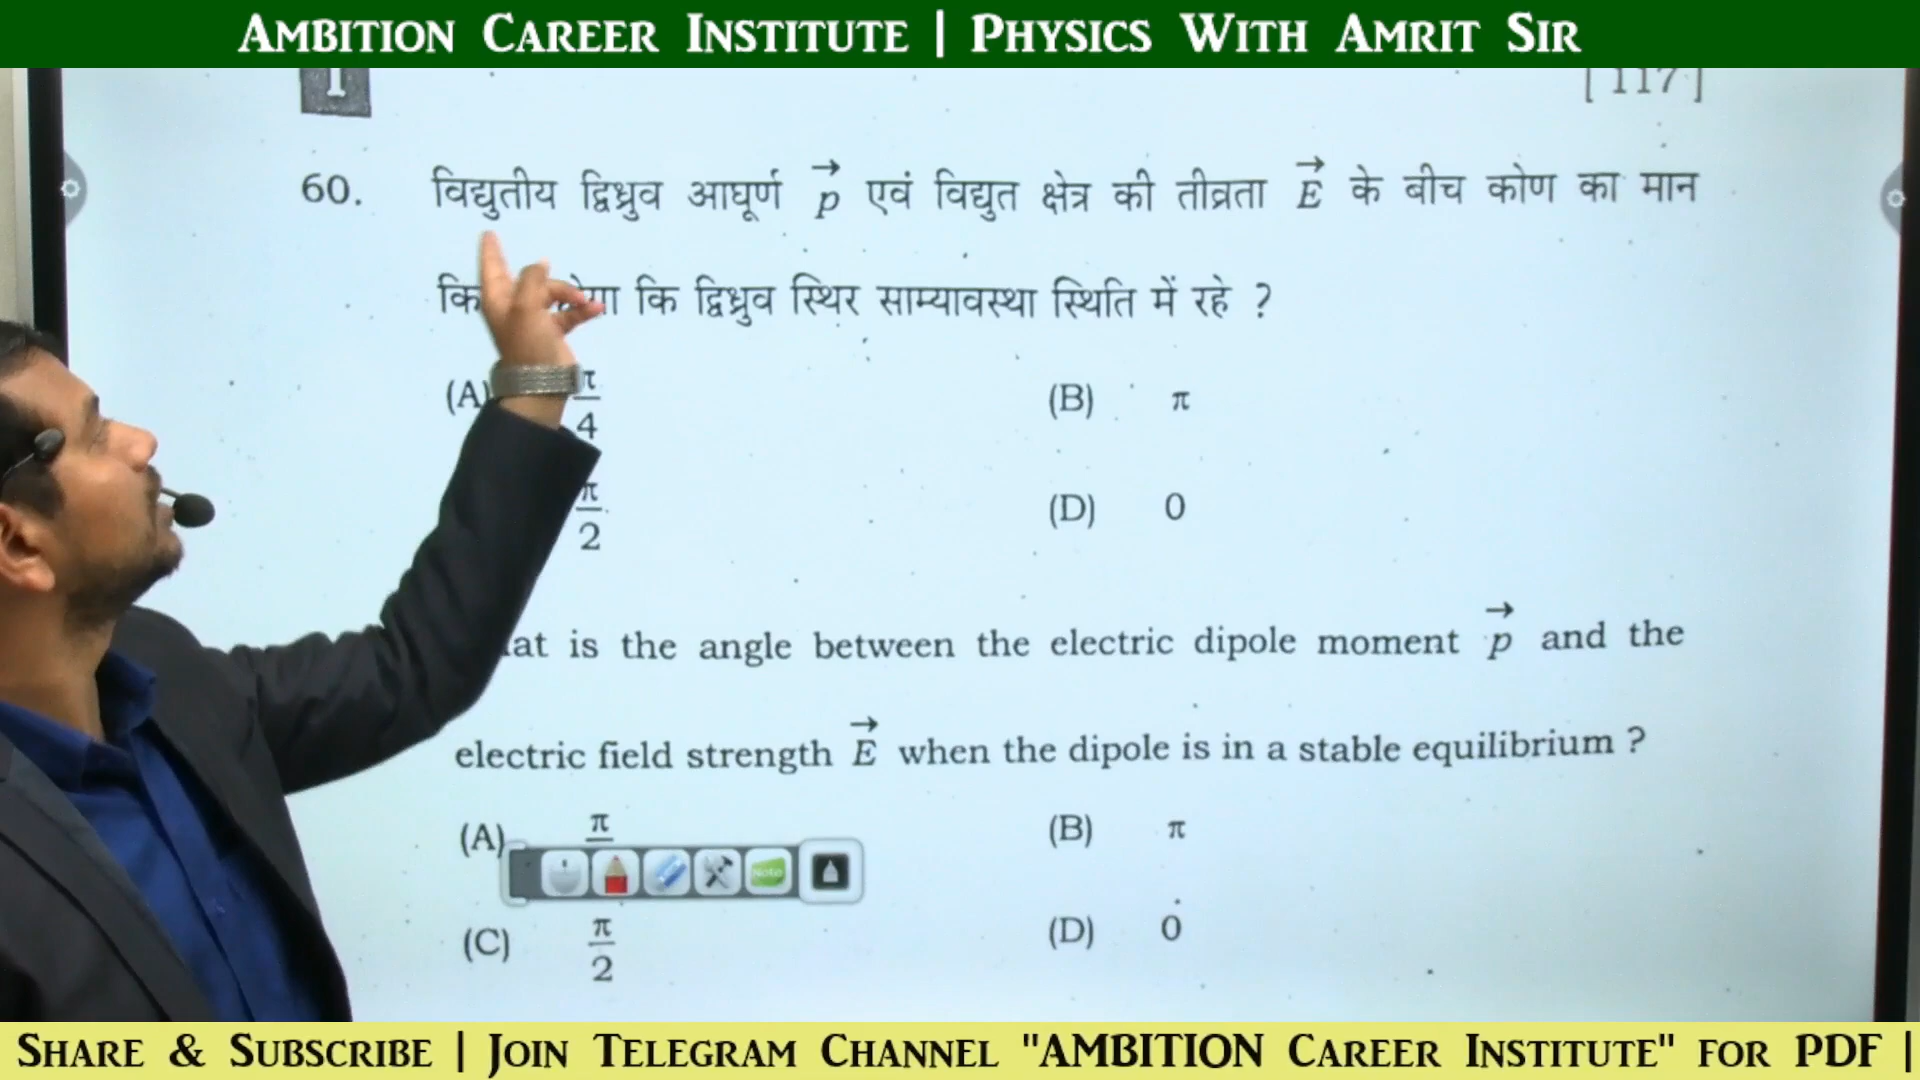 AMBITION CAREER INSTITUTE | PHYSICS WITH AMRIT SIR
I [117]
60. विद्युतीय द्विध्रुव आघूर्ण p→ एवं विद्युत क्षेत्र की तीव्रता E→ के बीच कोण का मान
कि द्विध्रुव स्थिर साम्यावस्था स्थिति में रहे ?
(A) π/4 (B) π
π/2 (D) 0
is the angle between the electric dipole moment p→ and the
electric field strength E→ when the dipole is in a stable equilibrium ?
(A) π (B) π
Note
(C) π/2 (D) 0
SHARE & SUBSCRIBE | JOIN TELEGRAM CHANNEL "AMBITION CAREER INSTITUTE" FOR PDF |